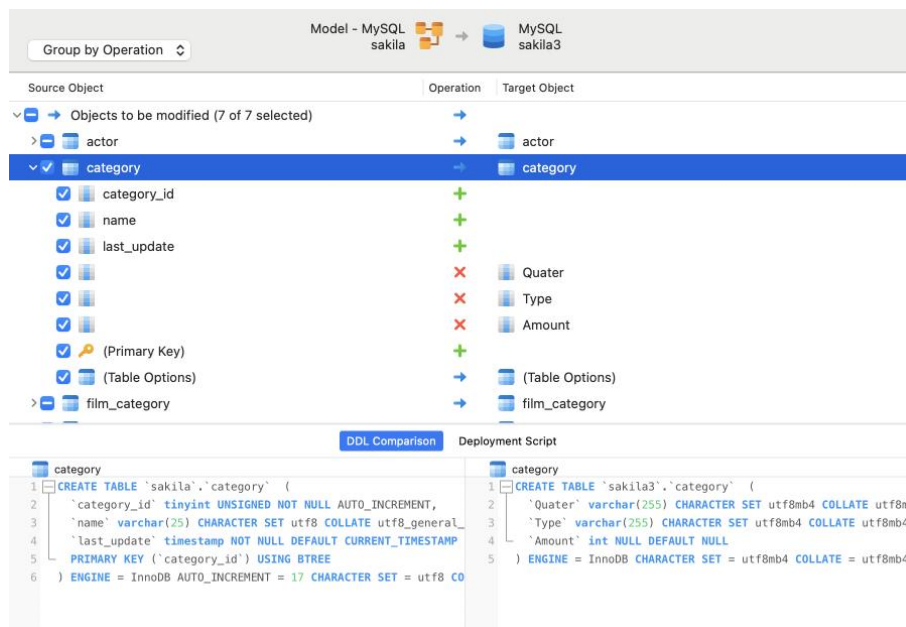 Group by Operation
Model - MySQL
sakila
MySQL
sakila3
Source Object Operation Target Object
Objects to be modified (7 of 7 selected)
actor actor
category category
category_id
name
last_update
Quater
Type
Amount
(Primary Key)
(Table Options) (Table Options)
film_category film_category
DDL Comparison Deployment Script
category
1 CREATE TABLE `sakila`.`category` (
2 `category_id` tinyint UNSIGNED NOT NULL AUTO_INCREMENT,
3 `name` varchar(25) CHARACTER SET utf8 COLLATE utf8_general_
4 `last_update` timestamp NOT NULL DEFAULT CURRENT_TIMESTAMP
5 PRIMARY KEY (`category_id`) USING BTREE
6 ) ENGINE = InnoDB AUTO_INCREMENT = 17 CHARACTER SET = utf8 CO
category
1 CREATE TABLE `sakila3`.`category` (
2 `Quater` varchar(255) CHARACTER SET utf8mb4 COLLATE utf8m
3 `Type` varchar(255) CHARACTER SET utf8mb4 COLLATE utf8mb4
4 `Amount` int NULL DEFAULT NULL
5 ) ENGINE = InnoDB CHARACTER SET = utf8mb4 COLLATE = utf8mb4